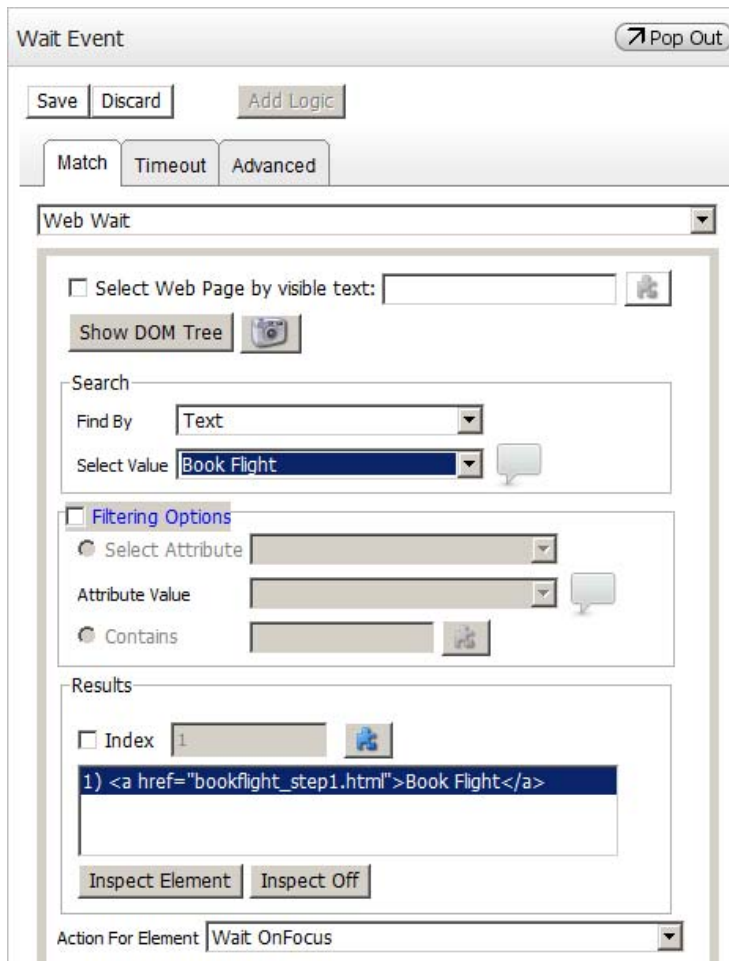 Wait Event
Pop Out
Save Discard Add Logic
Match Timeout Advanced
Web Wait
Select Web Page by visible text:
Show DOM Tree
Search
Find By Text
Select Value Book Flight
Filtering Options
Select Attribute
Attribute Value
Contains
Results
Index 1
1) <a href="bookflight_step1.html">Book Flight</a>
Inspect Element Inspect Off
Action For Element Wait OnFocus